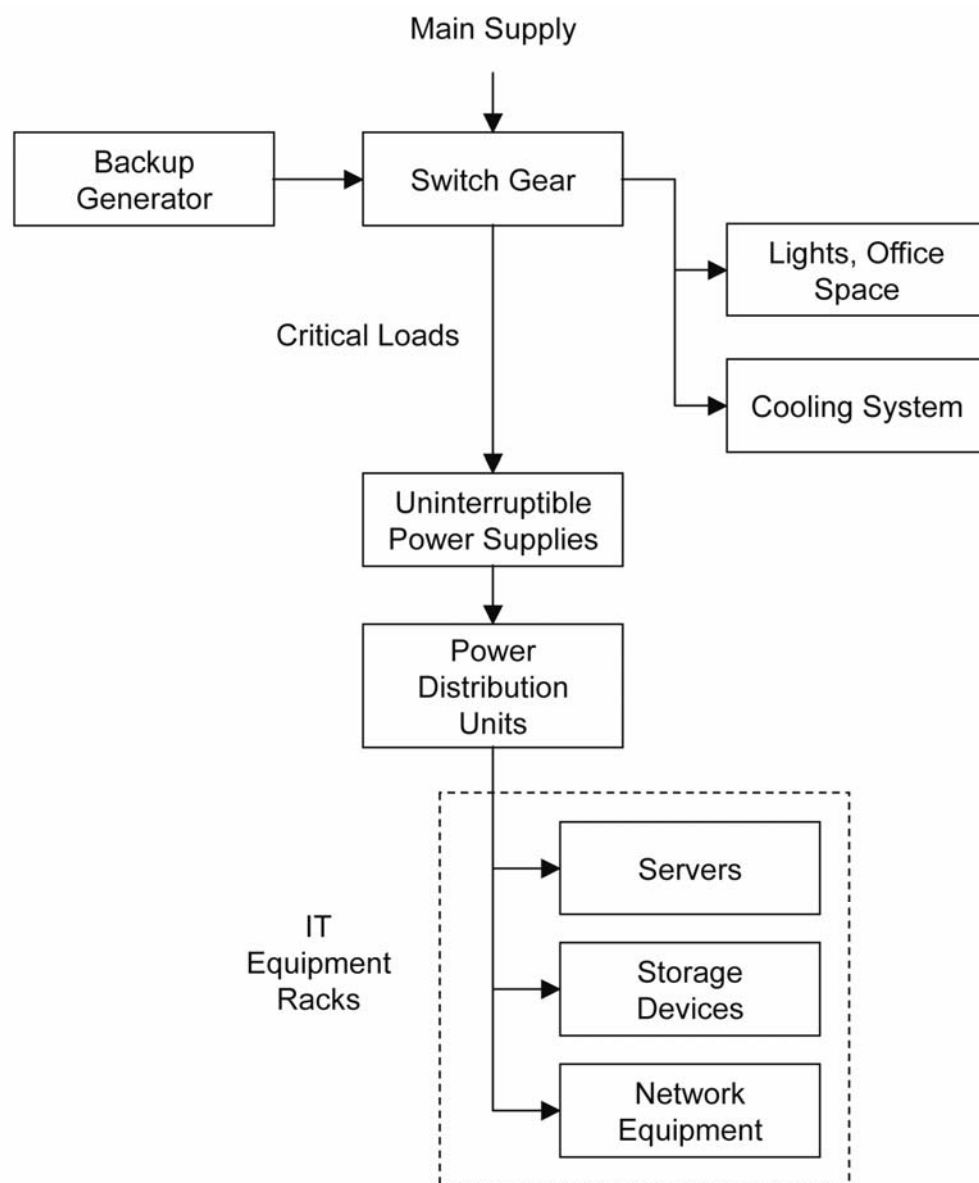 Main Supply
Backup
Generator
Switch Gear
Lights, Office
Space
Critical Loads
Cooling System
Uninterruptible
Power Supplies
Power
Distribution
Units
Servers
IT
Equipment
Racks
Storage
Devices
Network
Equipment